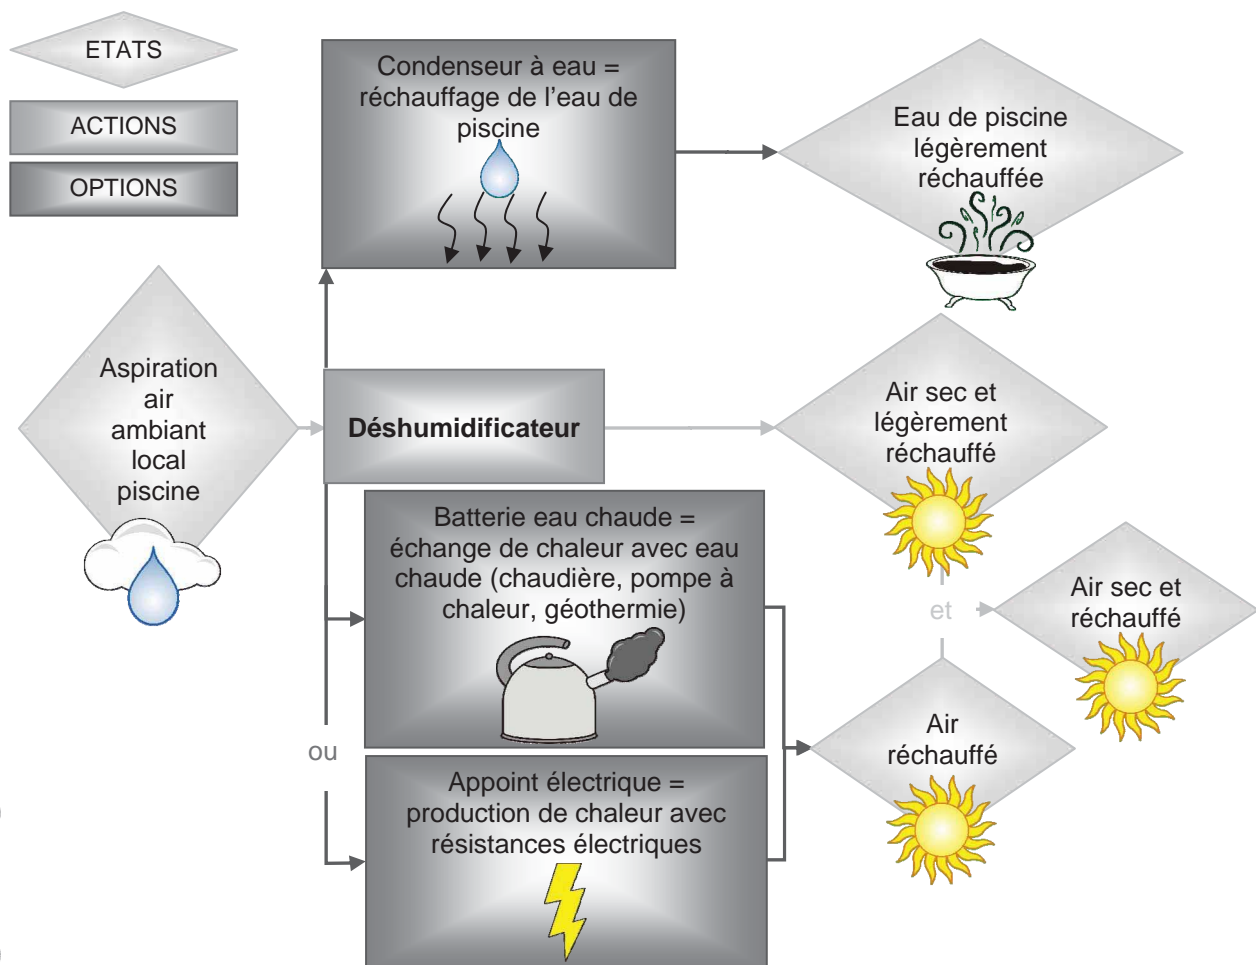 ETATS
ACTIONS
OPTIONS
Condenseur à eau =
réchauffage de l'eau de
piscine
Eau de piscine
légèrement
réchauffée
Aspiration
air
ambiant
local
piscine
Déshumidificateur
Air sec et
légèrement
réchauffé
Batterie eau chaude =
échange de chaleur avec eau
chaude (chaudière, pompe à
chaleur, géothermie)
et
Air sec et
réchauffé
ou
Air
réchauffé
Appoint électrique =
production de chaleur avec
résistances électriques